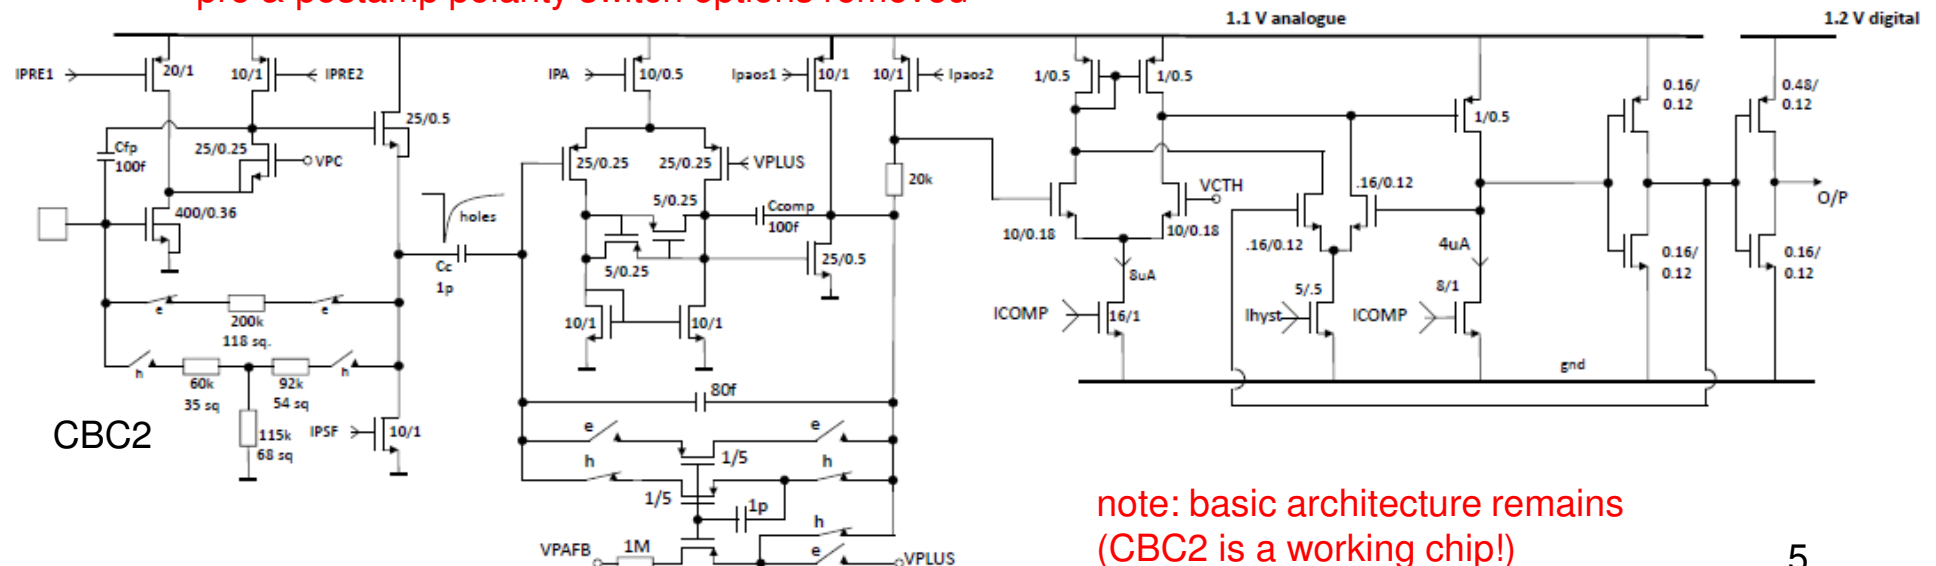 pre a postamp polarity switch options removed
1.1 V analogue
1.2 V digital
IPRE1
20/1
10/1
IPRE2
IPA
10/0.5
Ipaos1
10/1
10/1
Ipaos2
1/0.5
1/0.5
0.16/
0.12
0.48/
0.12
25/0.5
1/0.5
Cfp
100f
25/0.25
VPC
25/0.25
25/0.25
VPLUS
20k
VCTH
.16/0.12
O/P
holes
5/0.25
Ccomp
100f
400/0.36
10/0.18
10/0.18
.16/0.12
4uA
0.16/
0.12
0.16/
0.12
Cc
1p
5/0.25
25/0.5
8uA
e
e
200k
118 sq.
10/1
10/1
ICOMP
16/1
5/.5
Ihyst
ICOMP
8/1
gnd
h
h
60k
35 sq
92k
54 sq
80f
CBC2
115k
68 sq
IPSF
10/1
e
e
1/5
h
h
1/5
1p
h
VPAFB
1M
e
VPLUS
note: basic architecture remains
(CBC2 is a working chip!)
5